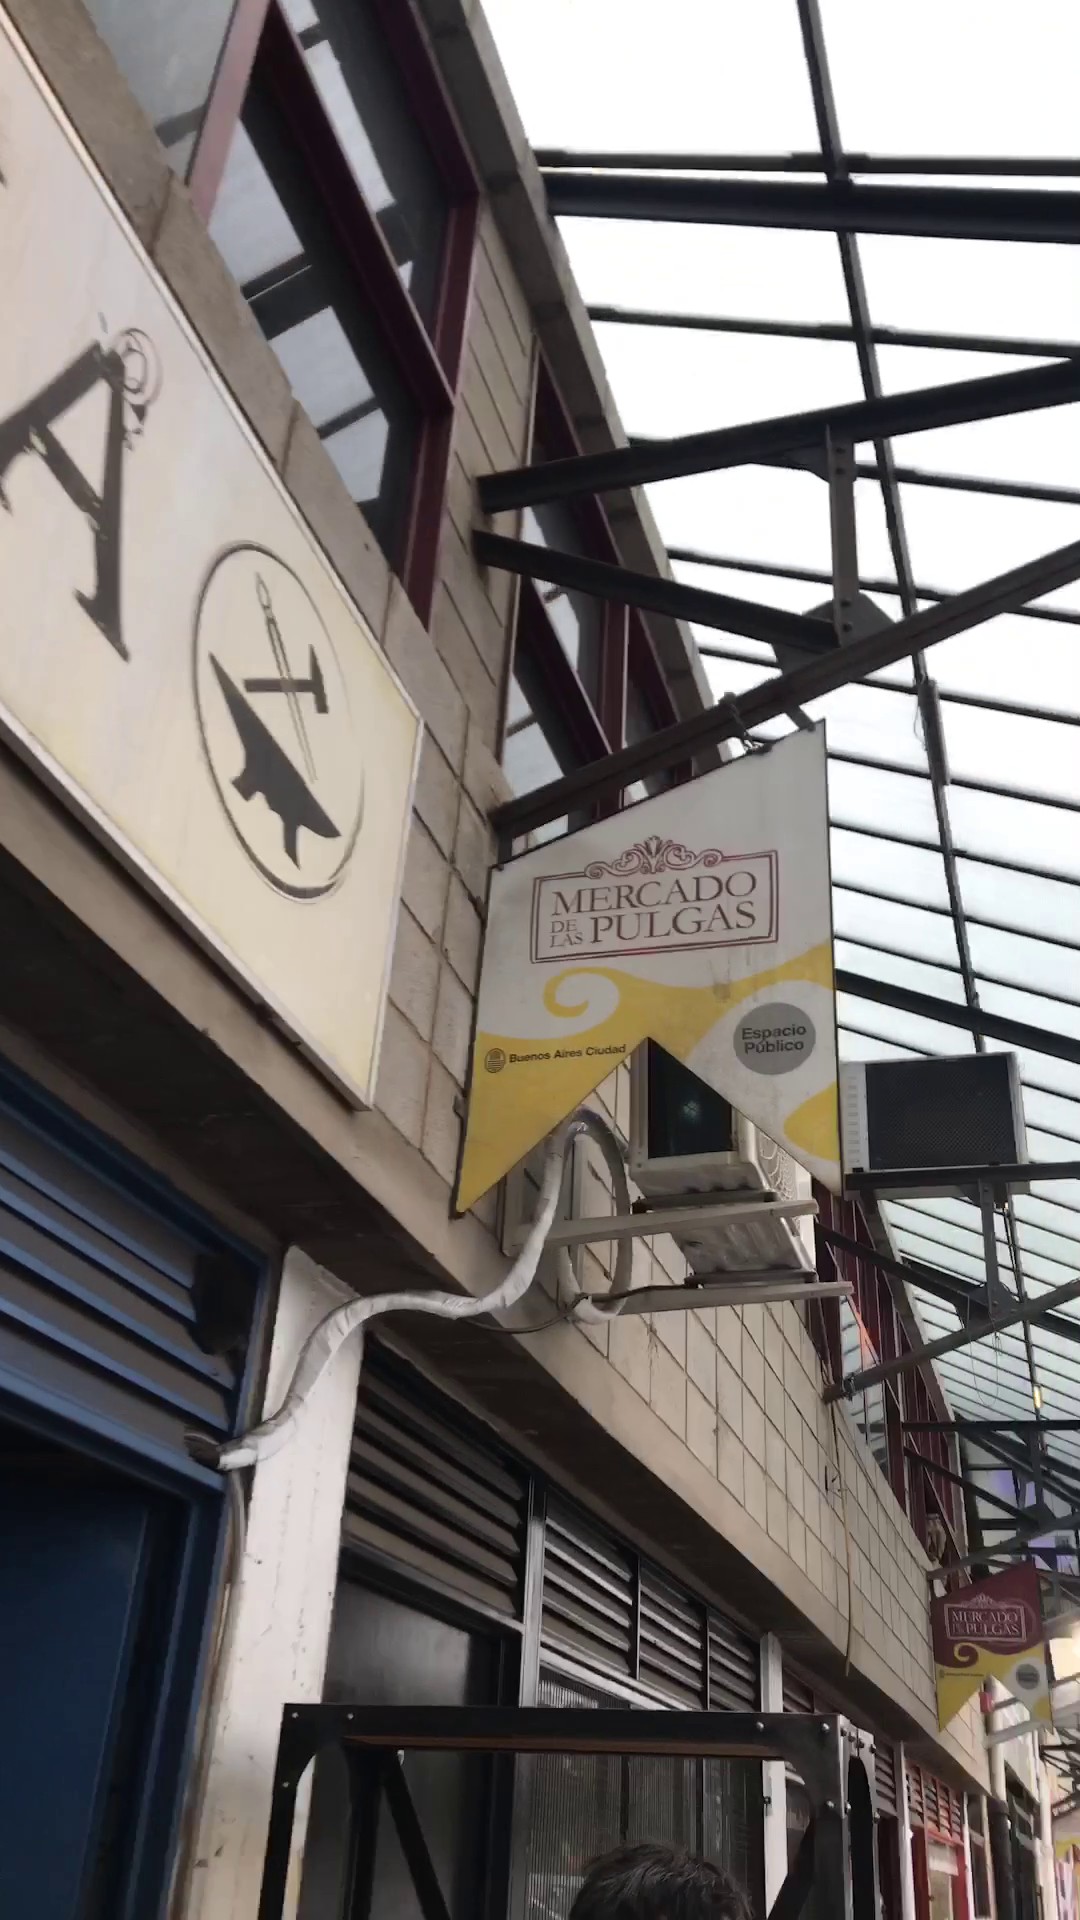 A
MERCADO
DE LAS PULGAS
Buenos Aires Ciudad
Espacio
Público
MERCADO
DE LAS PULGAS